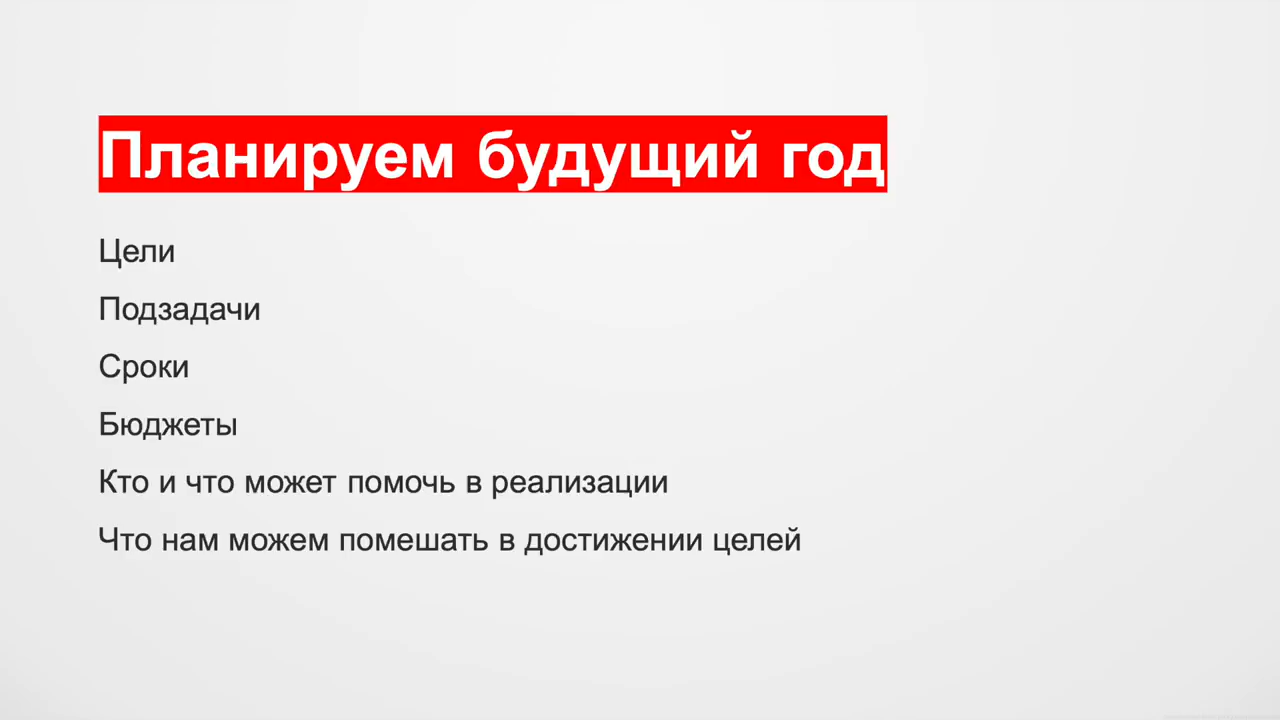 Планируем будущий год
Цели
Подзадачи
Сроки
Бюджеты
Кто и что может помочь в реализации
Что нам можем помешать в достижении целей